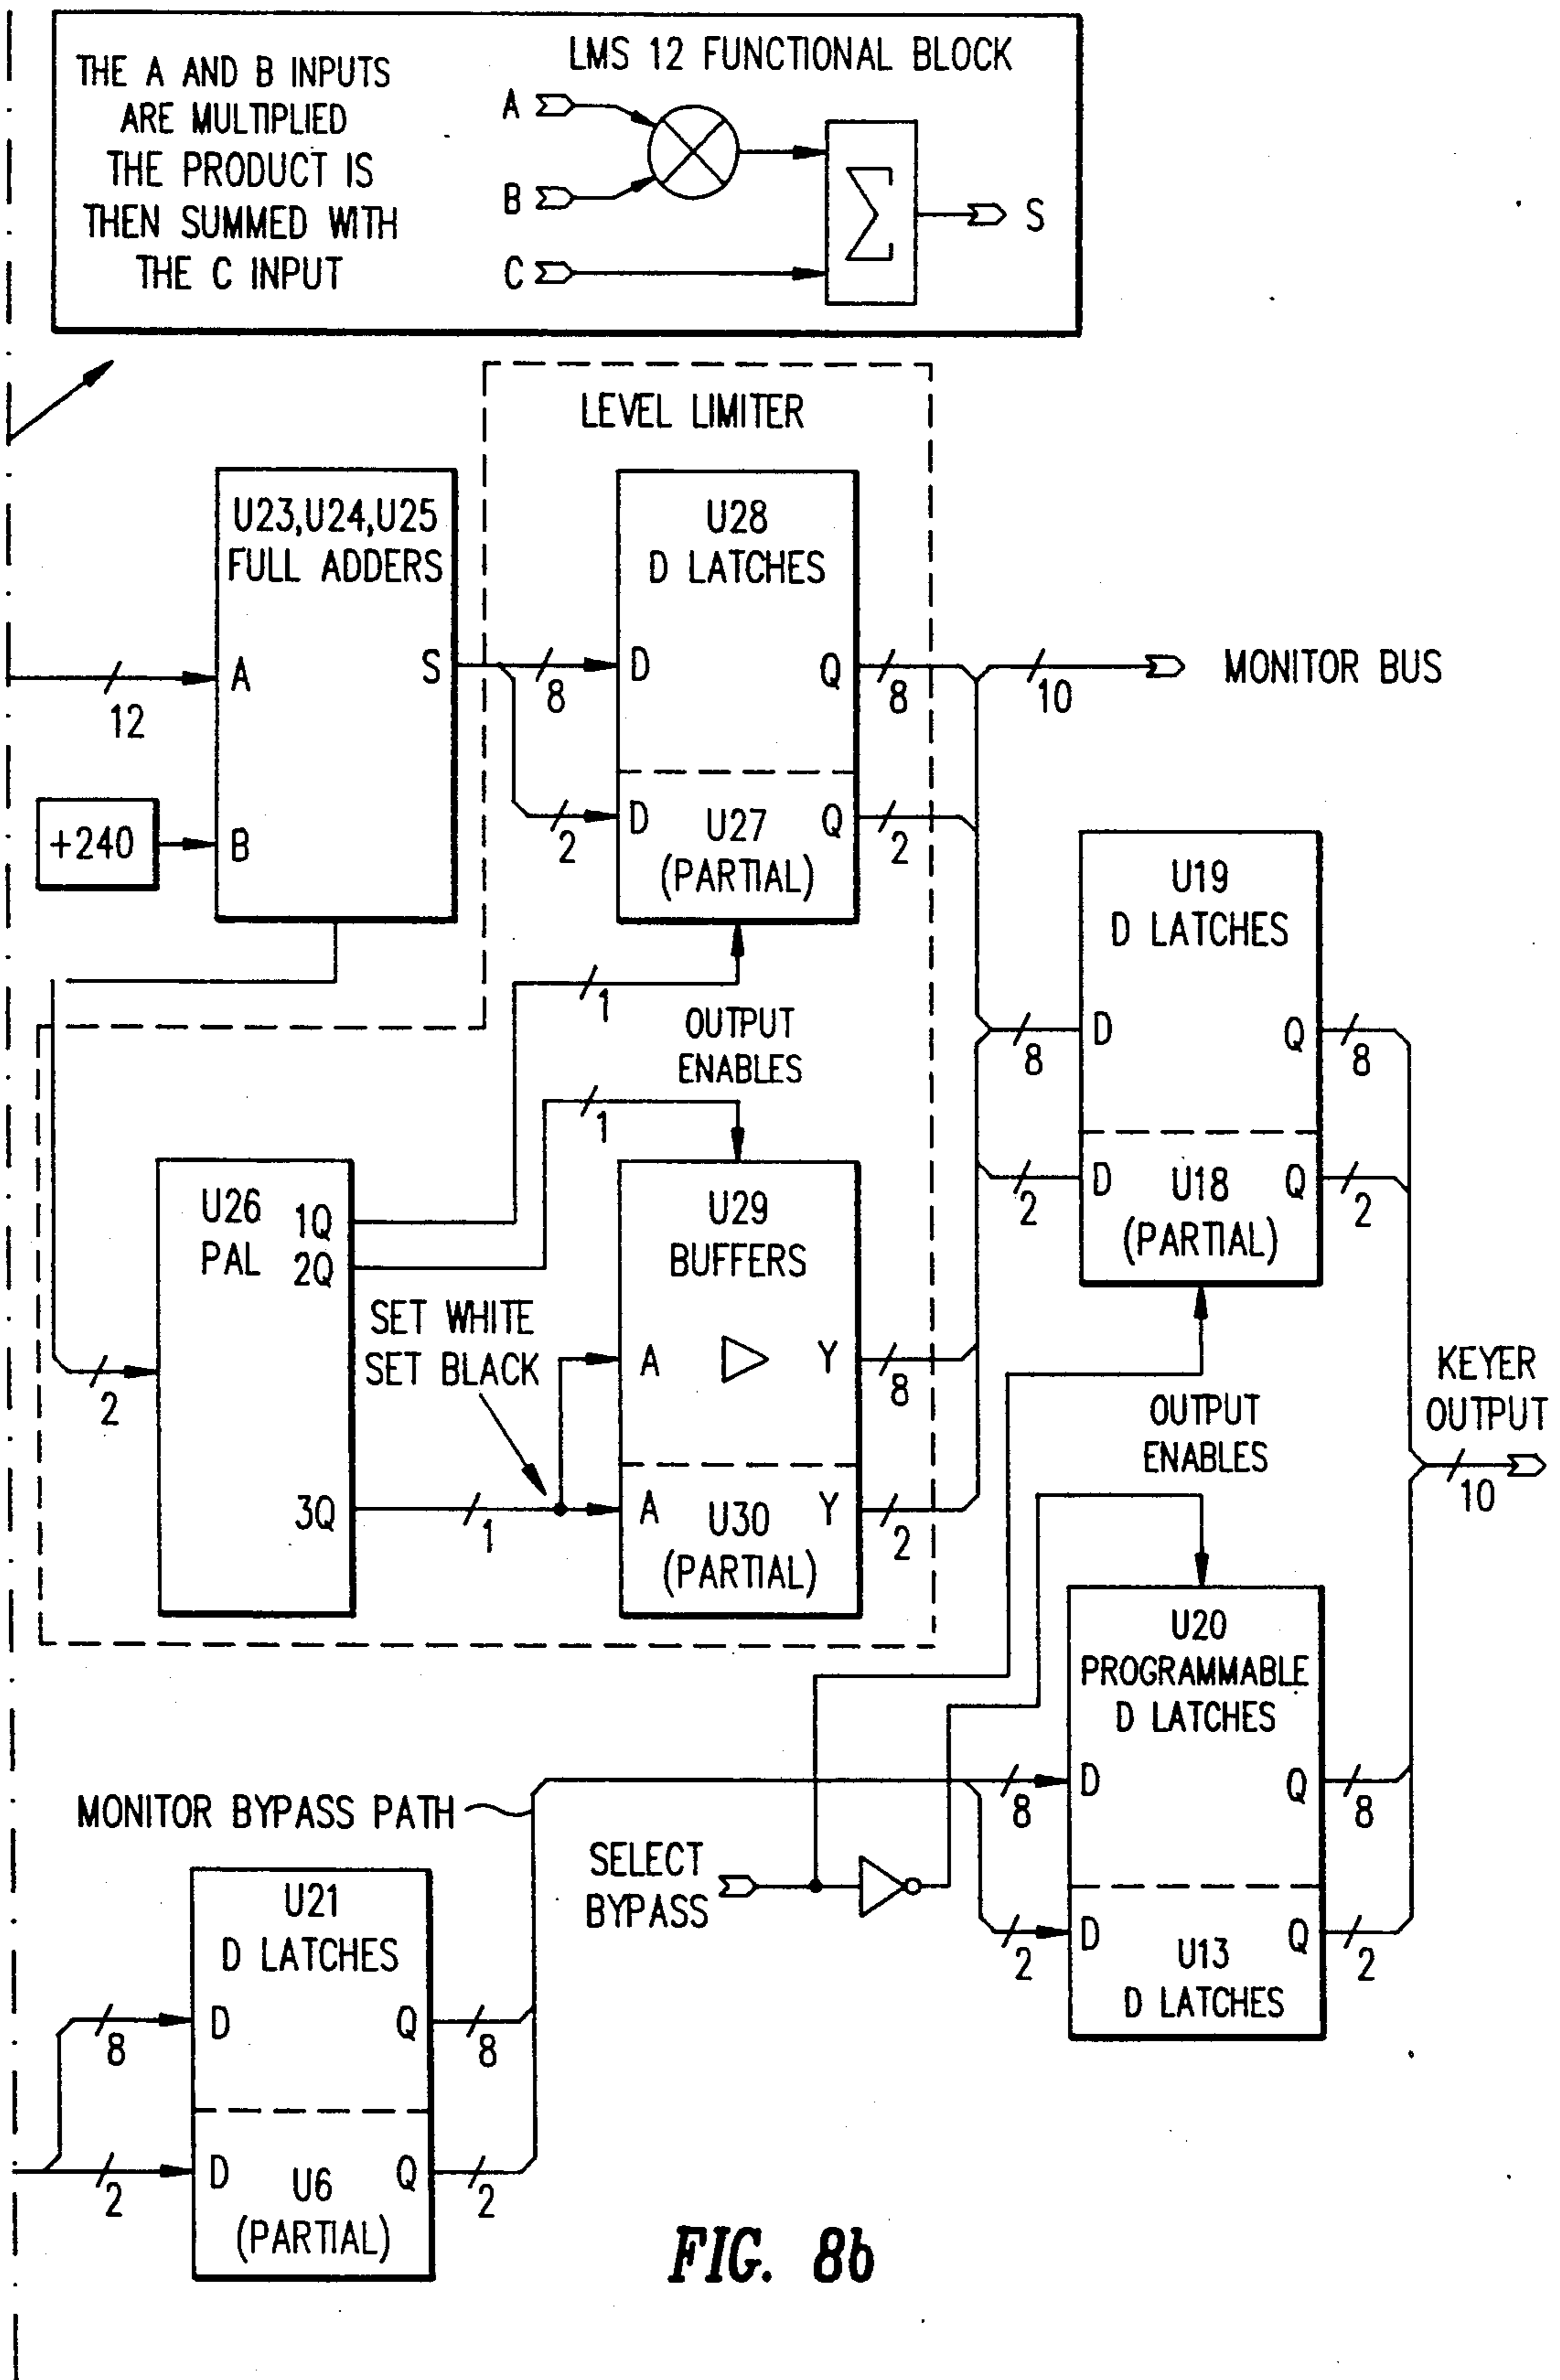 THE A AND B INPUTS
ARE MULTIPLIED
THE PRODUCT IS
THEN SUMMED WITH
THE C INPUT
LMS 12 FUNCTIONAL BLOCK
A
B
C
Σ
S
LEVEL LIMITER
U23,U24,U25
FULL ADDERS
A
S
B
12
+240
U28
D LATCHES
8
D
Q
8
2
D
U27
(PARTIAL)
Q
2
10
MONITOR BUS
1
OUTPUT
ENABLES
1
U19
D LATCHES
8
D
Q
8
2
D
U18
(PARTIAL)
Q
2
U26
PAL
1Q
2Q
3Q
2
SET WHITE
SET BLACK
1
U29
BUFFERS
A
Y
8
A
U30
(PARTIAL)
Y
2
OUTPUT
ENABLES
KEYER
OUTPUT
10
U20
PROGRAMMABLE
D LATCHES
8
D
Q
8
2
D
U13
D LATCHES
Q
2
MONITOR BYPASS PATH
SELECT
BYPASS
U21
D LATCHES
8
D
Q
8
2
D
U6
(PARTIAL)
Q
2
FIG. 8b